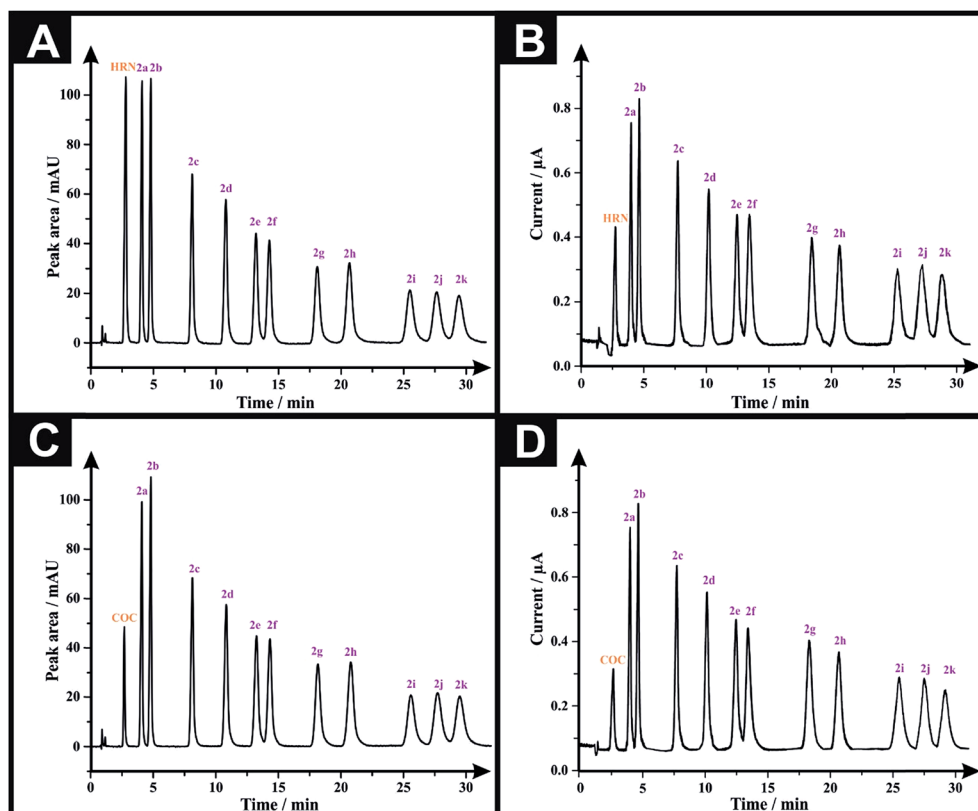 A
HRN 2a 2b
2c
2d
2e 2f
2g 2h
2i 2j 2k
100
80
60
40
20
0
Peak area / mAU
0 5 10 15 20 25 30
Time / min
B
2b
2a
2c
2d
2e 2f
HRN
2g 2h
2i 2j 2k
0.8
0.6
0.4
0.2
0.0
Current / µA
0 5 10 15 20 25 30
Time / min
C
2b
2a
2c
2d
COC
2e 2f
2g 2h
2i 2j 2k
100
80
60
40
20
0
Peak area / mAU
0 5 10 15 20 25 30
Time / min
D
2b
2a
2c
2d
2e 2f
2g 2h
COC
2i 2j 2k
0.8
0.6
0.4
0.2
0.0
Current / µA
0 5 10 15 20 25 30
Time / min